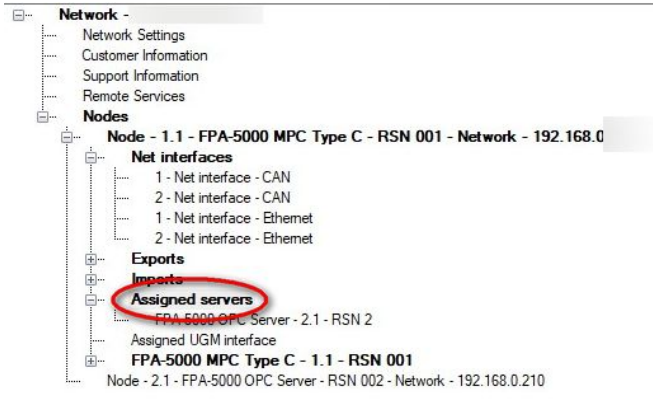 Network -
Network Settings
Customer Information
Support Information
Remote Services
Nodes
Node - 1.1 - FPA-5000 MPC Type C - RSN 001 - Network - 192.168.0
Net interfaces
1 - Net interface - CAN
2 - Net interface - CAN
1 - Net interface - Ethernet
2 - Net interface - Ethernet
Exports
Imports
Assigned servers
FPA-5000 OPC Server - 2.1 - RSN 2
Assigned UGM interface
FPA-5000 MPC Type C - 1.1 - RSN 001
Node - 2.1 - FPA-5000 OPC Server - RSN 002 - Network - 192.168.0.210